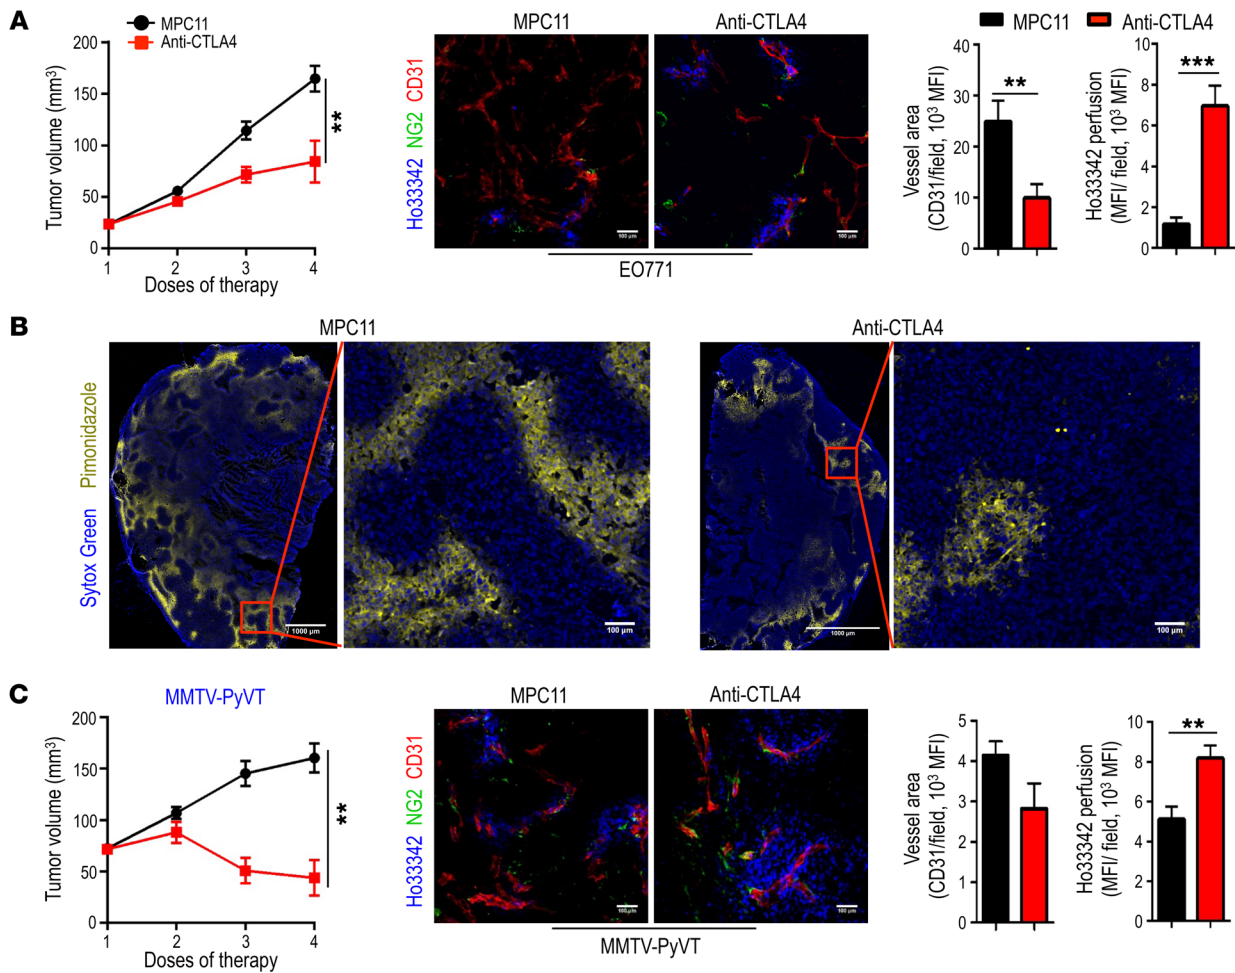 A
MPC11
Anti-CTLA4
Tumor volume (mm³)
200
150
100
50
0
1 2 3 4
Doses of therapy
**
MPC11 Anti-CTLA4
Ho33342 NG2 CD31
100 µm
100 µm
EO771
MPC11 Anti-CTLA4
Vessel area
(CD31/field, 10³ MFI)
40
30
20
10
0
**
Ho33342 perfusion
(MFI/ field, 10³ MFI)
10
8
6
4
2
0
***
B
MPC11 Anti-CTLA4
Sytox Green Pimonidazole
1000 µm
100 µm
1000 µm
100 µm
C
MMTV-PyVT
Tumor volume (mm³)
200
150
100
50
0
1 2 3 4
Doses of therapy
**
MPC11 Anti-CTLA4
Ho33342 NG2 CD31
100 µm
100 µm
MMTV-PyVT
Vessel area
(CD31/field, 10³ MFI)
5
4
3
2
1
0
Ho33342 perfusion
(MFI/ field, 10³ MFI)
10
8
6
4
2
0
**